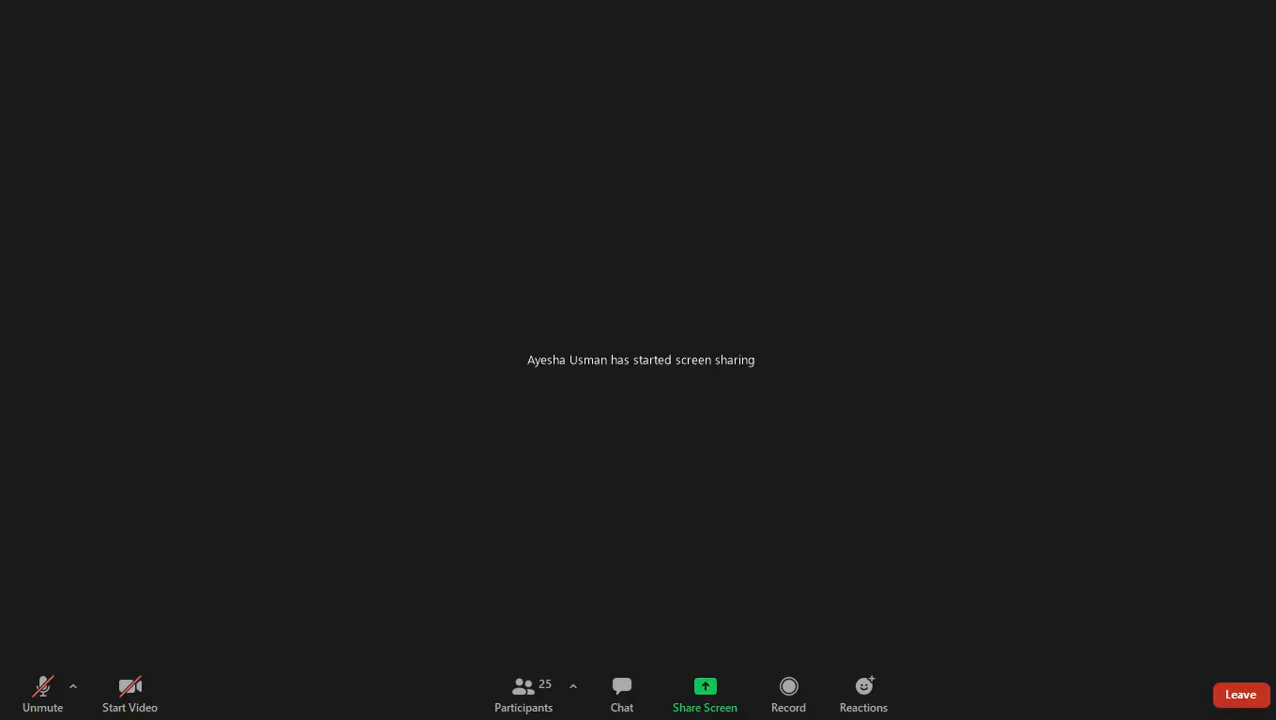 Ayesha Usman has started screen sharing
Unmute
Start Video
25
Participants
Chat
Share Screen
Record
Reactions
Leave